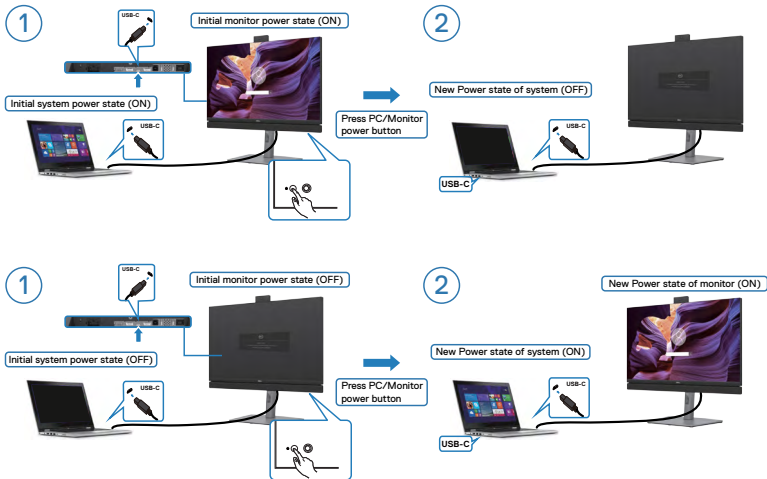 1
USB-C
Initial monitor power state (ON)
Initial system power state (ON)
USB-C
Press PC/Monitor
power button
2
New Power state of system (OFF)
USB-C
USB-C
1
USB-C
Initial monitor power state (OFF)
Initial system power state (OFF)
USB-C
Press PC/Monitor
power button
2
New Power state of monitor (ON)
New Power state of system (ON)
USB-C
USB-C